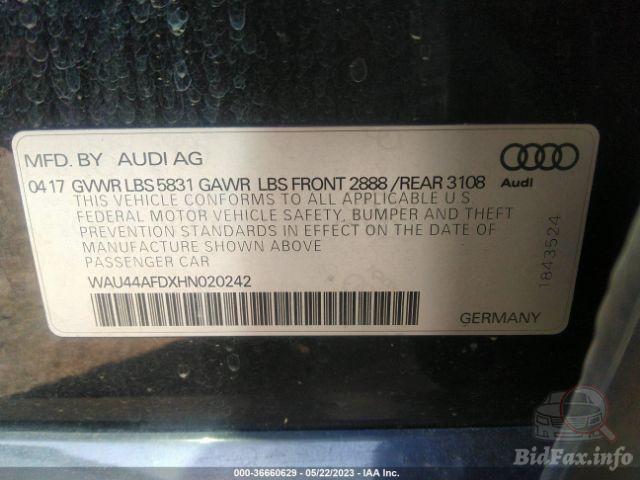 MFD. BY AUDI AG
Audi
04 17 GVWR LBS 5831 GAWR LBS FRONT 2888 /REAR 3108
THIS VEHICLE CONFORMS TO ALL APPLICABLE U.S.
FEDERAL MOTOR VEHICLE SAFETY, BUMPER AND THEFT
PREVENTION STANDARDS IN EFFECT ON THE DATE OF
MANUFACTURE SHOWN ABOVE
PASSENGER CAR
WAU44AFDXHN020242
1843524
GERMANY
BidFax.info
000-36660629 - 05/22/2023 - IAA Inc.